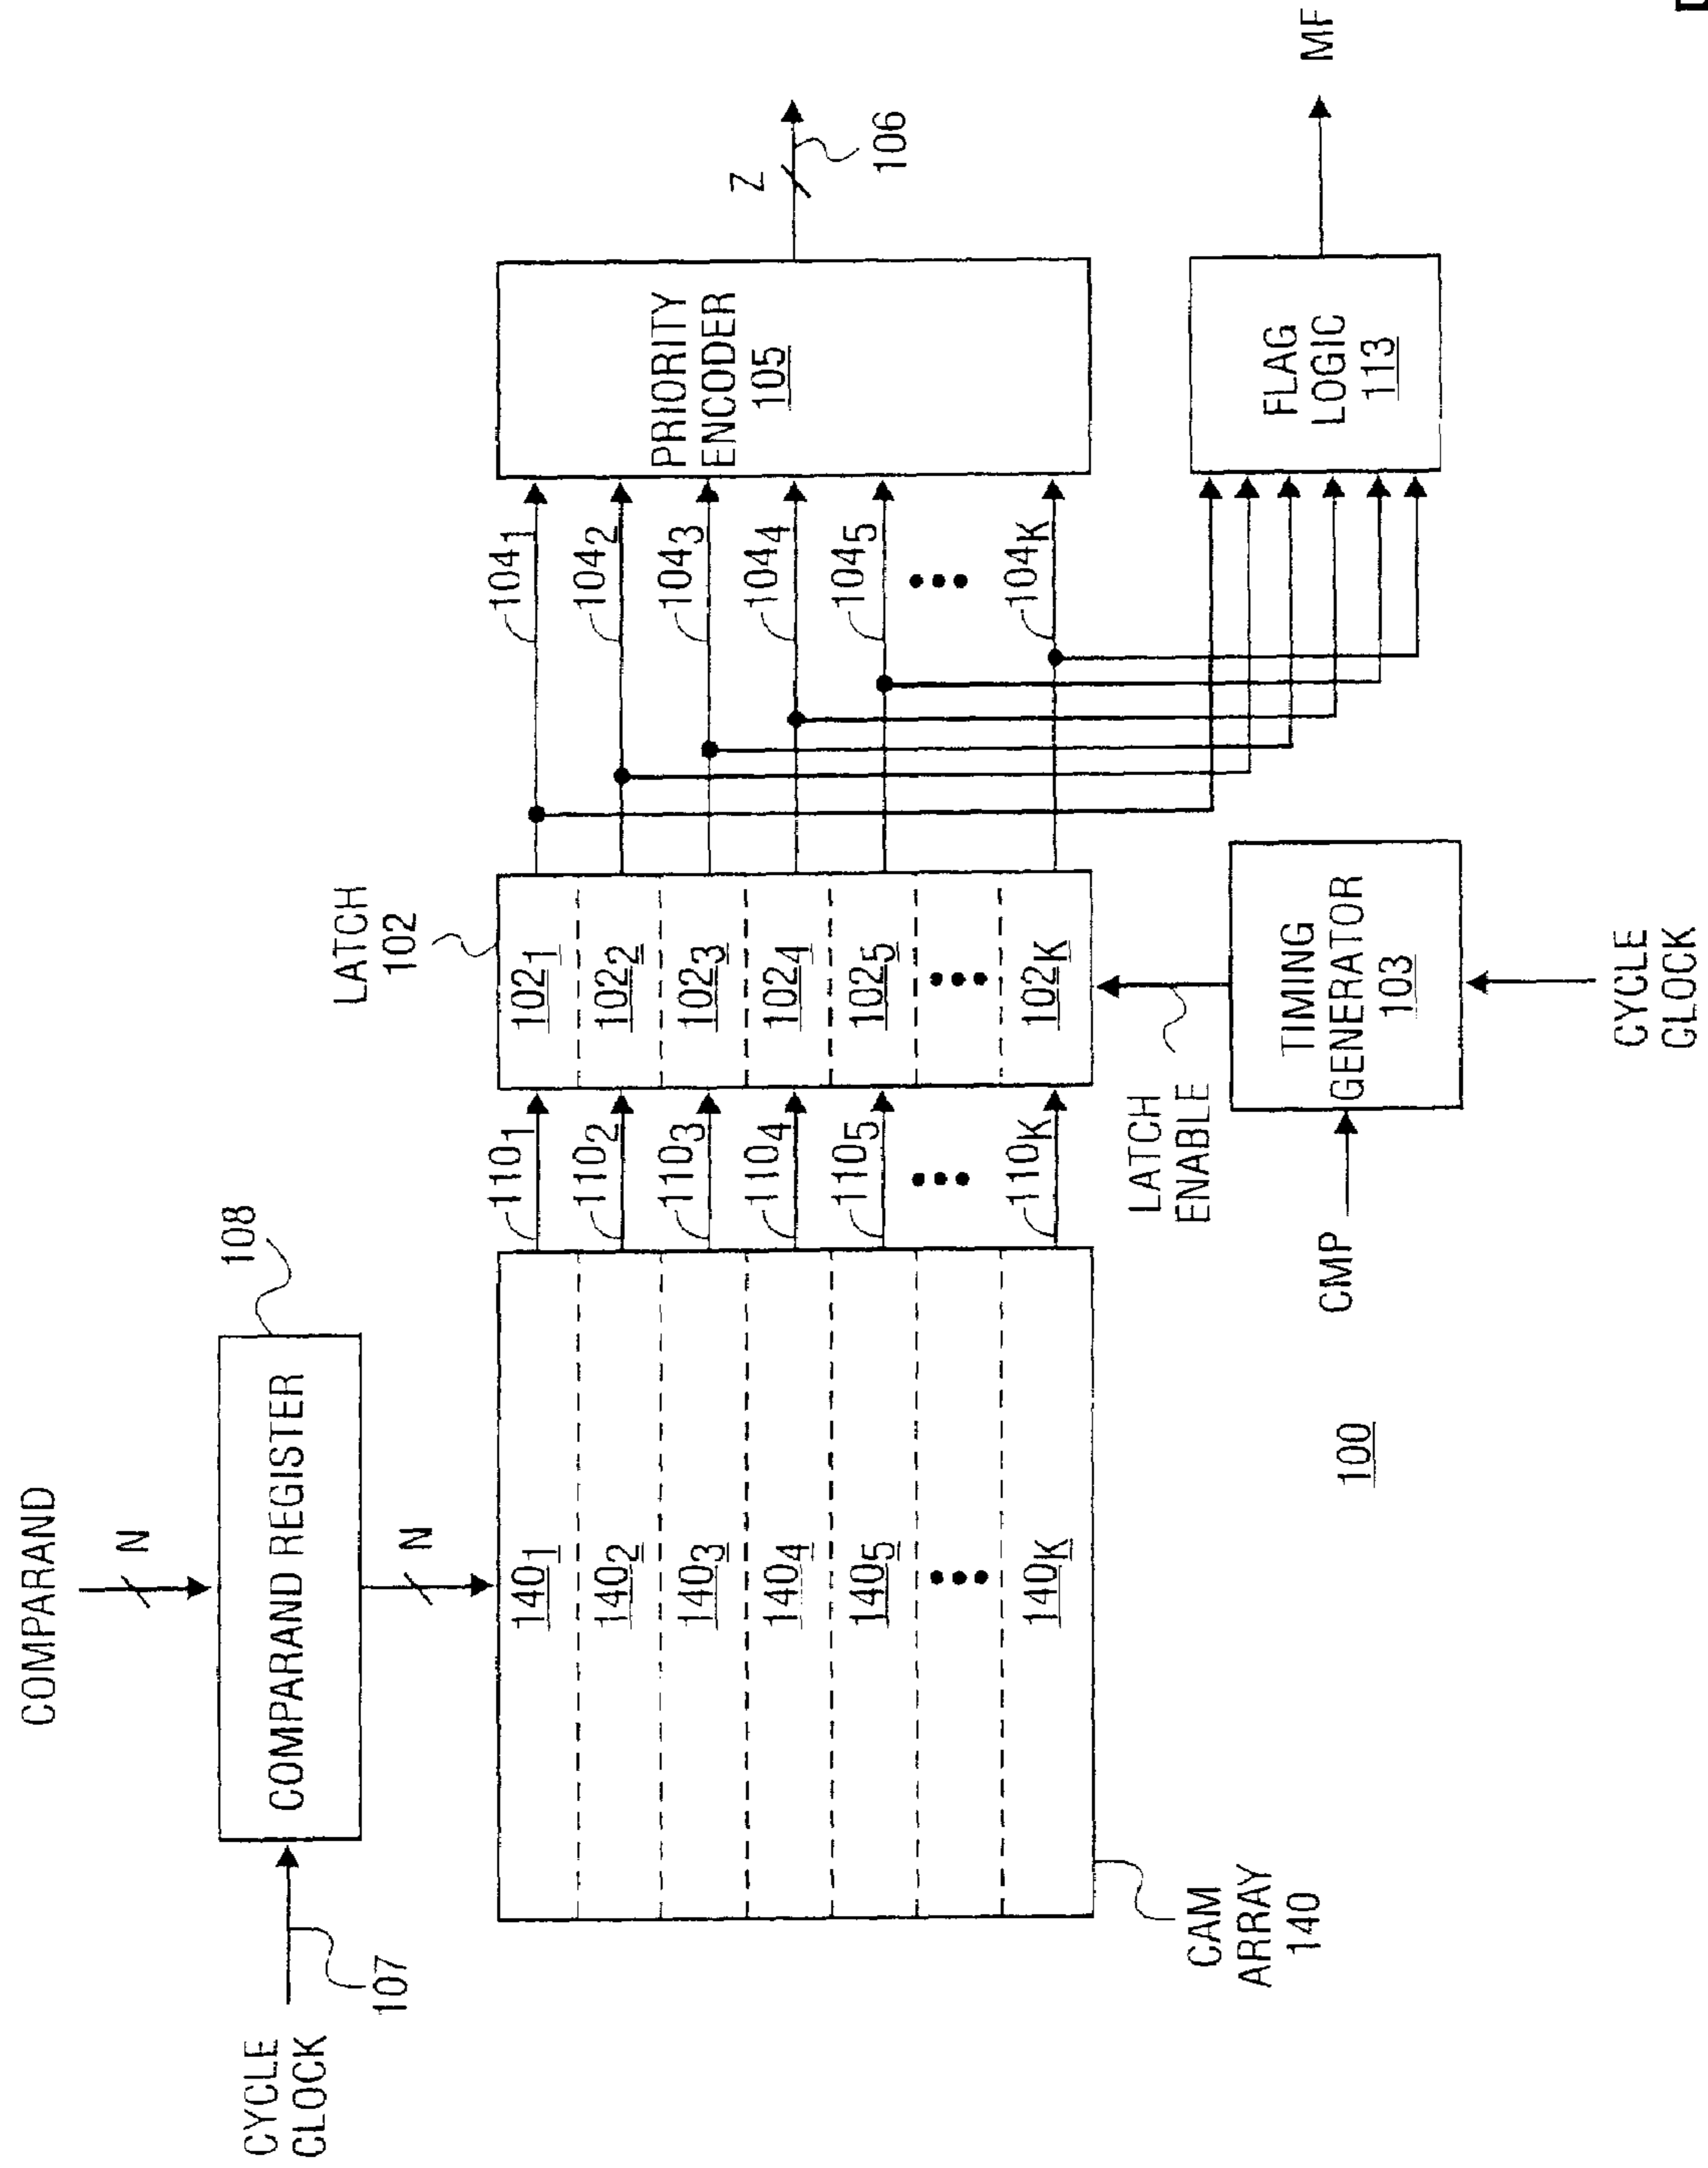 COMPARAND
N
CYCLE
CLOCK
107
COMPARAND REGISTER
108
N
CAM
ARRAY
140
140₁
140₂
140₃
140₄
140₅
140K
110₁
110₂
110₃
110₄
110₅
110K
LATCH
102
102₁
102₂
102₃
102₄
102₅
102K
104₁
104₂
104₃
104₄
104₅
104K
PRIORITY
ENCODER
105
Z
106
LATCH
ENABLE
CMP
TIMING
GENERATOR
103
CYCLE
CLOCK
FLAG
LOGIC
113
MF
100